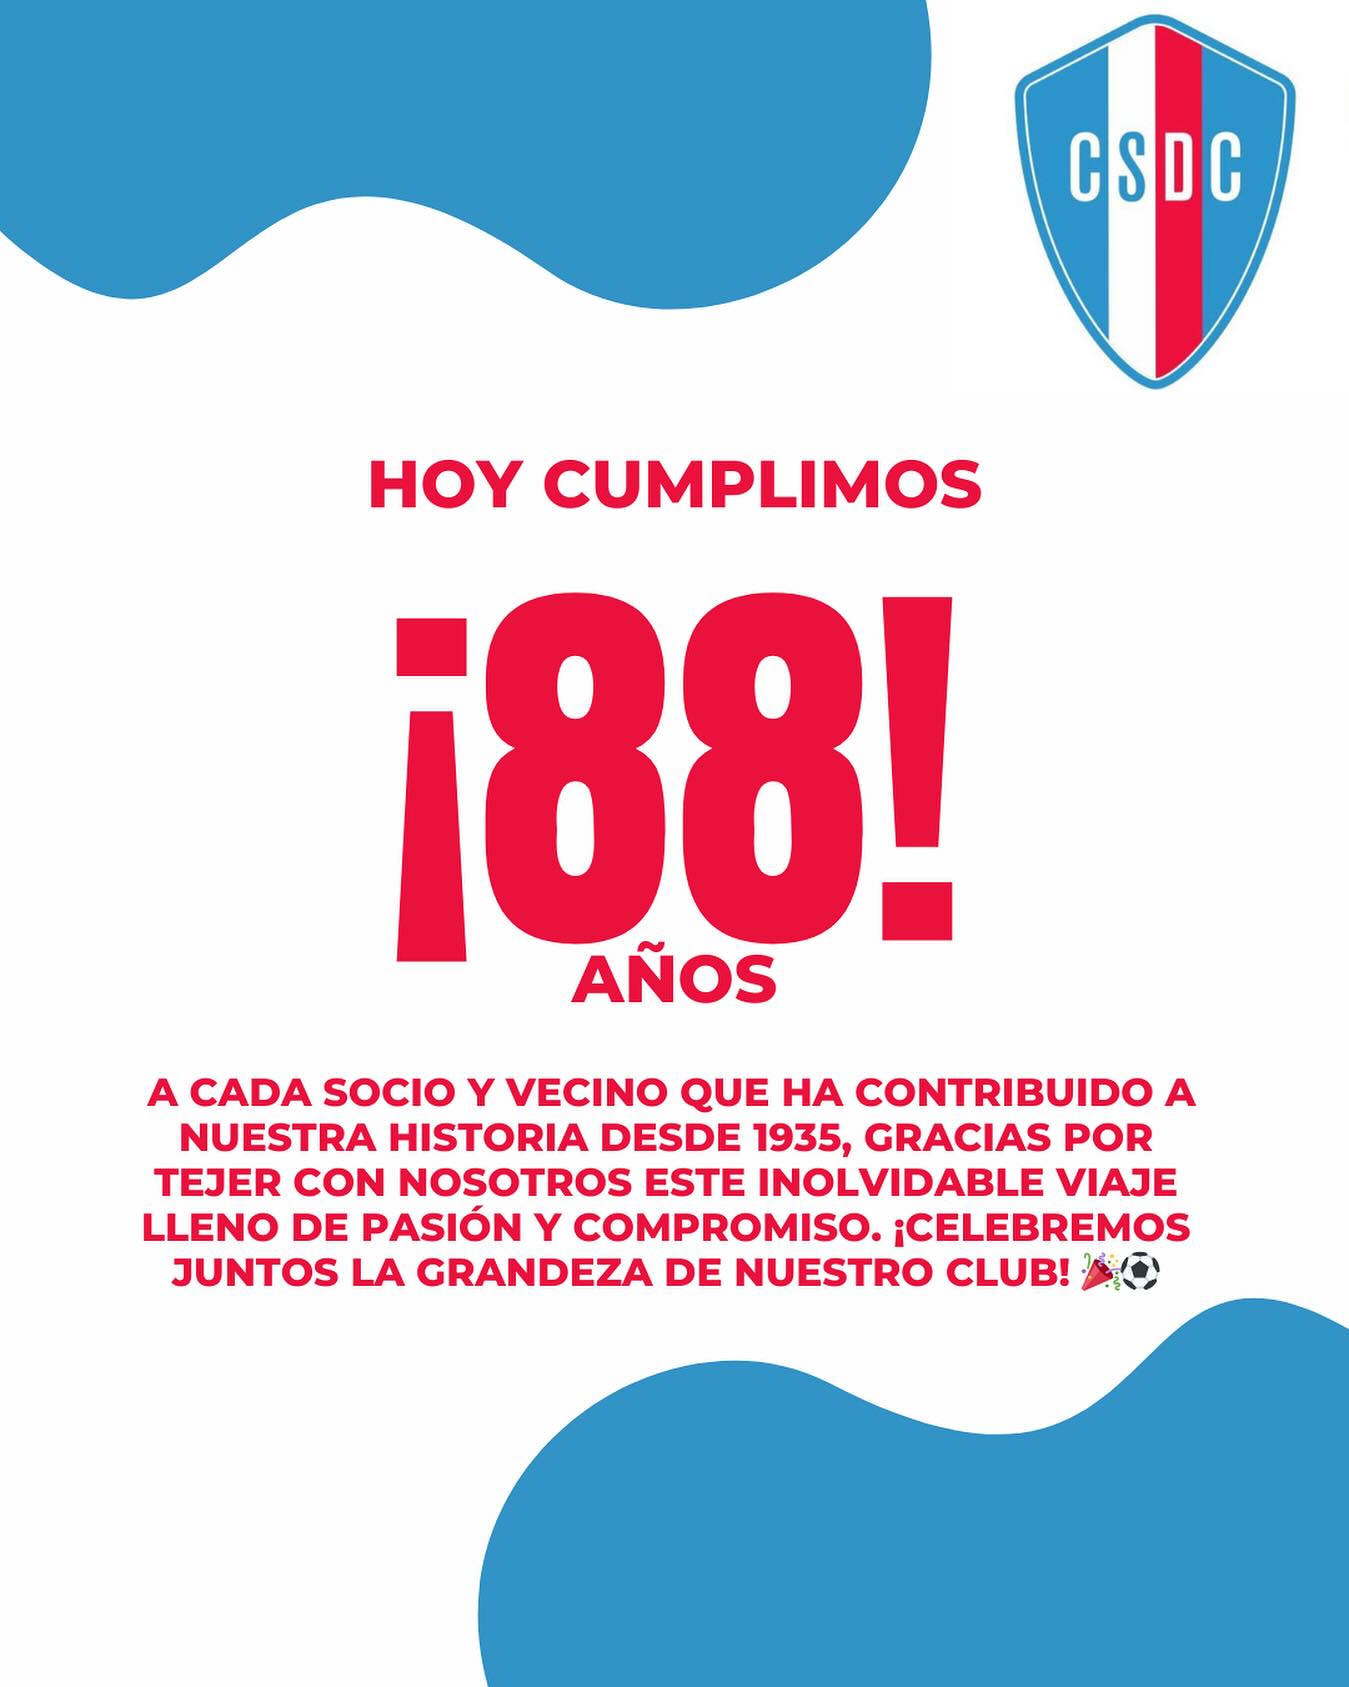 CSDC
HOY CUMPLIMOS
¡88!
AÑOS
A CADA SOCIO Y VECINO QUE HA CONTRIBUIDO A
NUESTRA HISTORIA DESDE 1935, GRACIAS POR
TEJER CON NOSOTROS ESTE INOLVIDABLE VIAJE
LLENO DE PASIÓN Y COMPROMISO. ¡CELEBREMOS
JUNTOS LA GRANDEZA DE NUESTRO CLUB! 🎉⚽